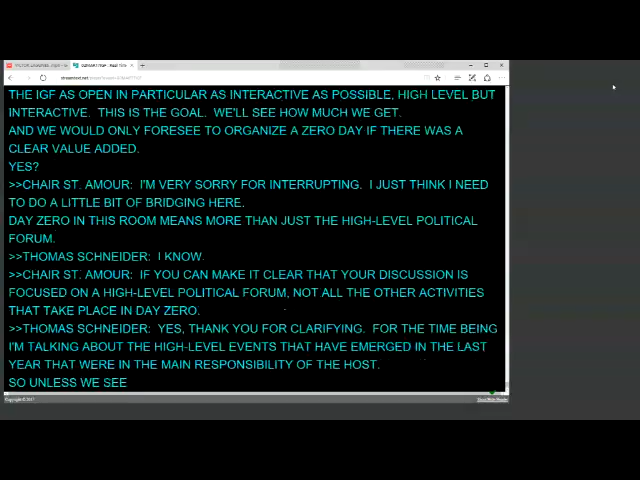 THE IGF AS OPEN IN PARTICULAR AS INTERACTIVE AS POSSIBLE, HIGH LEVEL BUT
INTERACTIVE. THIS IS THE GOAL. WE'LL SEE HOW MUCH WE GET.
AND WE WOULD ONLY FORESEE TO ORGANIZE A ZERO DAY IF THERE WAS A
CLEAR VALUE ADDED.
YES?
>>CHAIR ST. AMOUR: I'M VERY SORRY FOR INTERRUPTING. I JUST THINK I NEED
TO DO A LITTLE BIT OF BRIDGING HERE.
DAY ZERO IN THIS ROOM MEANS MORE THAN JUST THE HIGH-LEVEL POLITICAL
FORUM.
>>THOMAS SCHNEIDER: I KNOW.
>>CHAIR ST. AMOUR: IF YOU CAN MAKE IT CLEAR THAT YOUR DISCUSSION IS
FOCUSED ON A HIGH-LEVEL POLITICAL FORUM, NOT ALL THE OTHER ACTIVITIES
THAT TAKE PLACE IN DAY ZERO.
>>THOMAS SCHNEIDER: YES, THANK YOU FOR CLARIFYING. FOR THE TIME BEING
I'M TALKING ABOUT THE HIGH-LEVEL EVENTS THAT HAVE EMERGED IN THE LAST
YEAR THAT WERE IN THE MAIN RESPONSIBILITY OF THE HOST.
SO UNLESS WE SEE